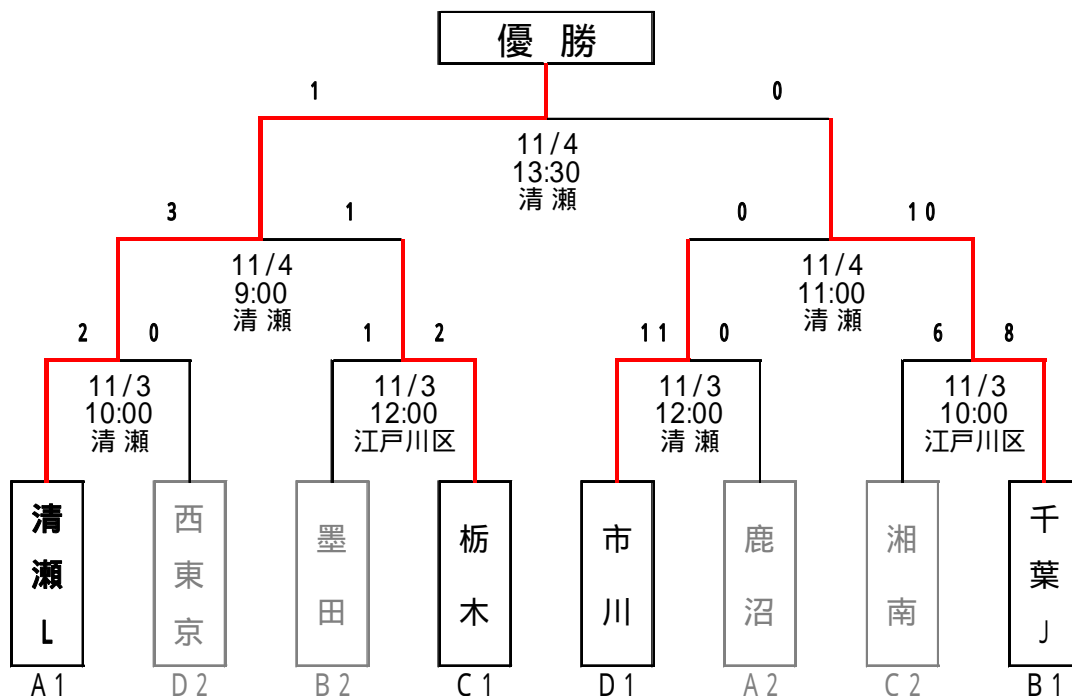 優 勝
1 0
11/4
13:30
清 瀬
3 1 0 10
11/4
9:00
清 瀬
11/4
11:00
清 瀬
2 0 1 2 11 0 6 8
11/3
10:00
清 瀬
11/3
12:00
江戸川区
11/3
12:00
清 瀬
11/3
10:00
江戸川区
清瀬L
西東京
墨田
栃木
市川
鹿沼
湘南
千葉J
A1 D2 B2 C1 D1 A2 C2 B1